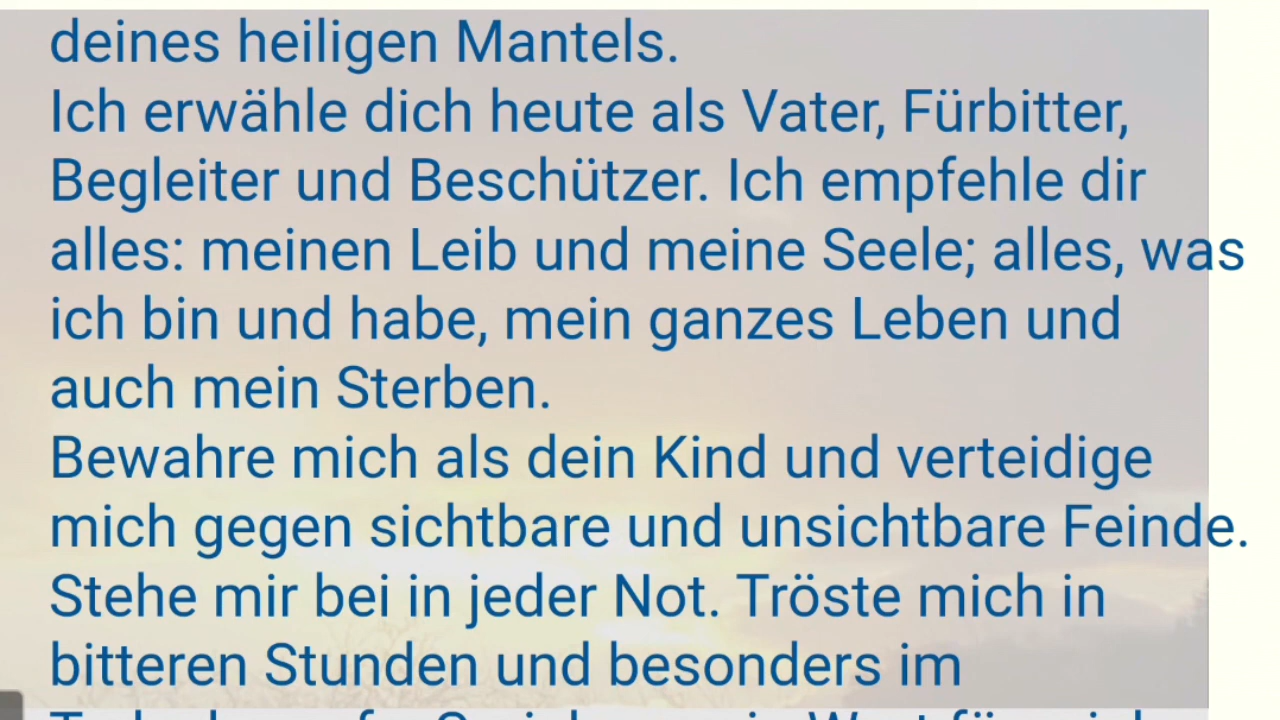 deines heiligen Mantels.
Ich erwähle dich heute als Vater, Fürbitter,
Begleiter und Beschützer. Ich empfehle dir
alles: meinen Leib und meine Seele; alles, was
ich bin und habe, mein ganzes Leben und
auch mein Sterben.
Bewahre mich als dein Kind und verteidige
mich gegen sichtbare und unsichtbare Feinde.
Stehe mir bei in jeder Not. Tröste mich in
bitteren Stunden und besonders im